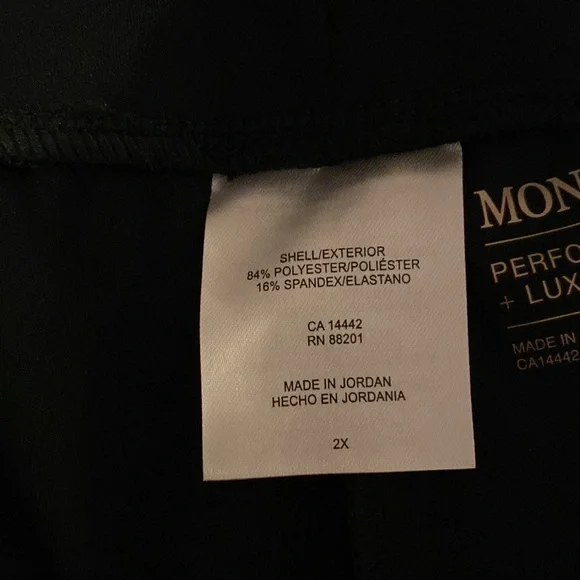 SHELL/EXTERIOR
84% POLYESTER/POLIÉSTER
16% SPANDEX/ELASTANO
CA 14442
RN 88201
MADE IN JORDAN
HECHO EN JORDANIA
2X
MON
PERFO
+ LUX
MADE IN
CA14442